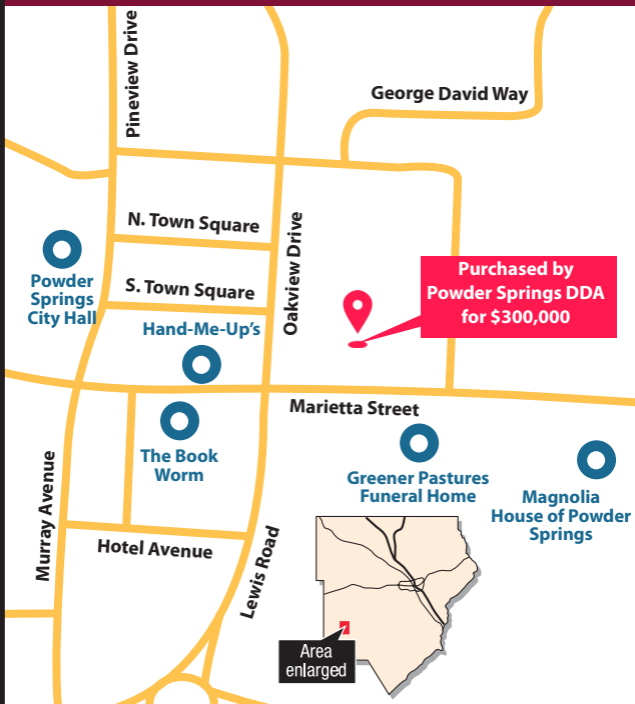 Pineview Drive
George David Way
N. Town Square
Oakview Drive
Powder
Springs
City Hall
S. Town Square
Purchased by
Powder Springs DDA
for $300,000
Hand-Me-Up's
Marietta Street
The Book
Worm
Greener Pastures
Funeral Home
Magnolia
House of Powder
Springs
Murray Avenue
Hotel Avenue
Lewis Road
Area
enlarged